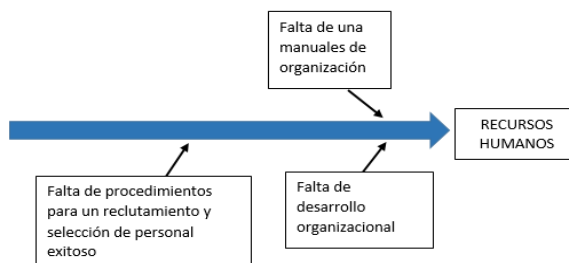 Falta de una
manuales de
organización
RECURSOS
HUMANOS
Falta de procedimientos
para un reclutamiento y
selección de personal
exitoso
Falta de
desarrollo
organizacional